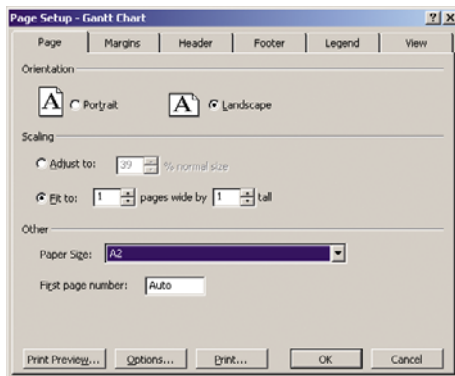 Page Setup - Gantt Chart
Page Margins Header Footer Legend View
Orientation
A Portrait A Landscape
Scaling
Adjust to: 39 % normal size
Fit to: 1 pages wide by 1 tall
Other
Paper Size: A2
First page number: Auto
Print Preview... Options... Print... OK Cancel